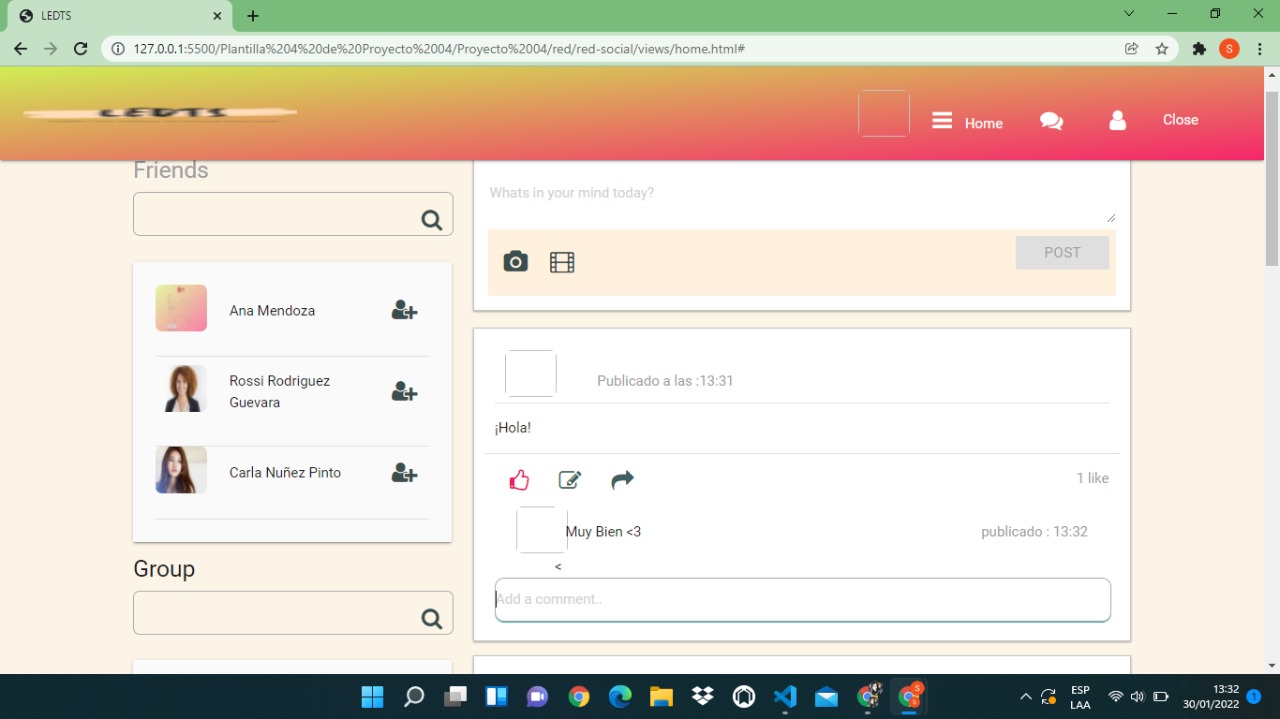 LEDTS
127.0.0.1:5500/Plantilla%204%20de%20Proyecto%2004/Proyecto%2004/red/red-social/views/home.html#
S
LEDTS
Home
Close
Friends
Whats in your mind today?
POST
Ana Mendoza
Rossi Rodriguez
Guevara
Carla Nuñez Pinto
Publicado a las :13:31
¡Hola!
1 like
Muy Bien <3
publicado : 13:32
<
Add a comment..
Group
S
ESP
LAA
13:32
30/01/2022
1